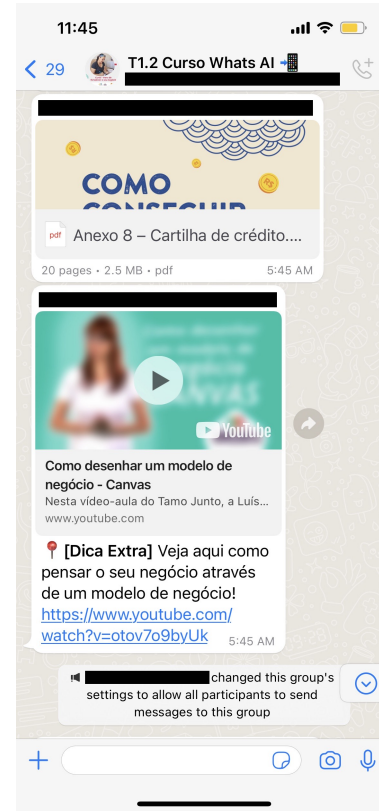 11:45
29
T1.2 Curso Whats AI
COMO
pdf
Anexo 8 – Cartilha de crédito....
20 pages • 2.5 MB • pdf
5:45 AM
YouTube
Como desenhar um modelo de
negócio - Canvas
Nesta vídeo-aula do Tamo Junto, a Luís...
www.youtube.com
📍 [Dica Extra] Veja aqui como
pensar o seu negócio através
de um modelo de negócio!
https://www.youtube.com/
watch?v=otov7o9byUk
5:45 AM
changed this group's
settings to allow all participants to send
messages to this group